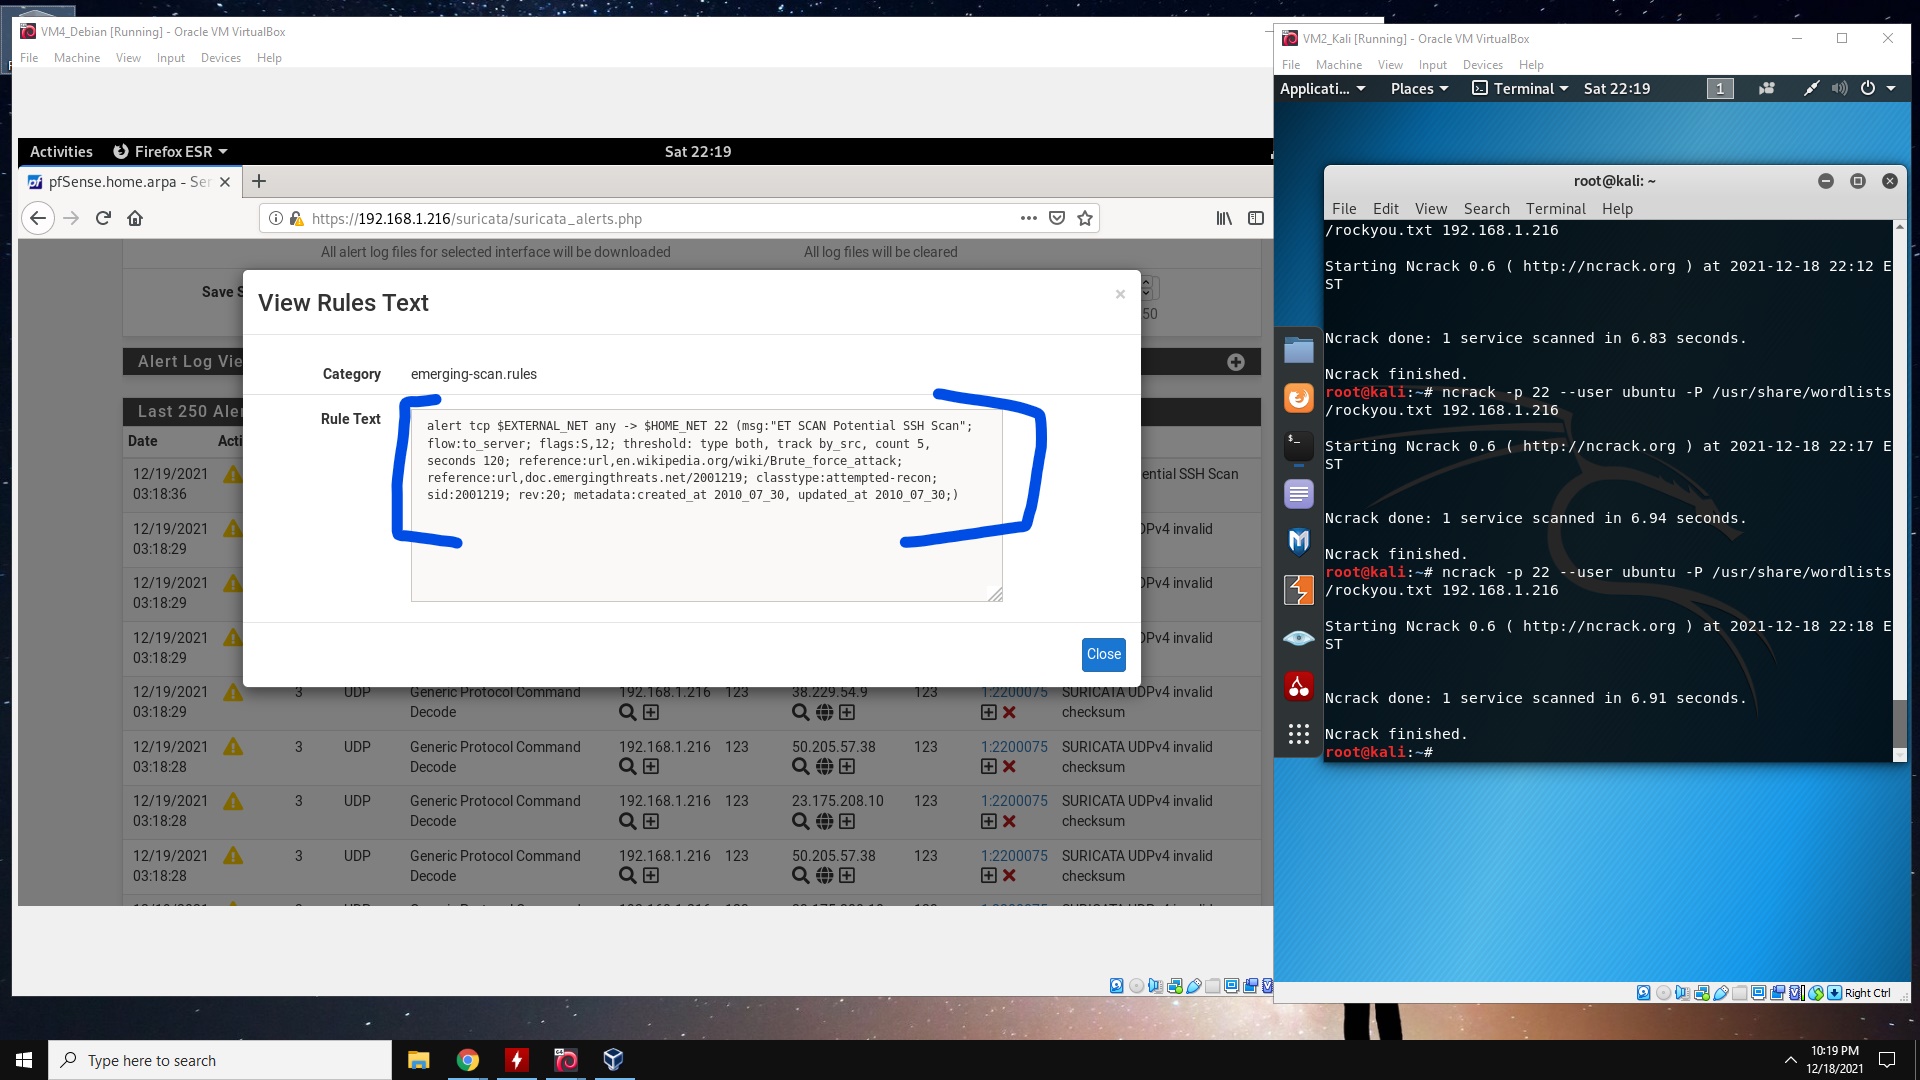 VM4_Debian [Running] - Oracle VM VirtualBox
File Machine View Input Devices Help
Activities Firefox ESR Sat 22:19
pfSense.home.arpa - Ser
https://192.168.1.216/suricata/suricata_alerts.php
All alert log files for selected interface will be downloaded All log files will be cleared
Save S
50
View Rules Text
×
Alert Log Vie
Category emerging-scan.rules
Last 250 Aler
Rule Text
alert tcp $EXTERNAL_NET any -> $HOME_NET 22 (msg:"ET SCAN Potential SSH Scan";
flow:to_server; flags:S,12; threshold: type both, track by_src, count 5,
seconds 120; reference:url,en.wikipedia.org/wiki/Brute_force_attack;
reference:url,doc.emergingthreats.net/2001219; classtype:attempted-recon;
sid:2001219; rev:20; metadata:created_at 2010_07_30, updated_at 2010_07_30;)
Close
Date Acti
12/19/2021 ential SSH Scan
03:18:36
12/19/2021 DPv4 invalid
03:18:29
12/19/2021 DPv4 invalid
03:18:29
12/19/2021 DPv4 invalid
03:18:29
12/19/2021 3 UDP Generic Protocol Command 192.168.1.216 123 38.229.54.9 123 1:2200075 SURICATA UDPv4 invalid
03:18:29 Decode checksum
12/19/2021 3 UDP Generic Protocol Command 192.168.1.216 123 50.205.57.38 123 1:2200075 SURICATA UDPv4 invalid
03:18:28 Decode checksum
12/19/2021 3 UDP Generic Protocol Command 192.168.1.216 123 23.175.208.10 123 1:2200075 SURICATA UDPv4 invalid
03:18:28 Decode checksum
12/19/2021 3 UDP Generic Protocol Command 192.168.1.216 123 50.205.57.38 123 1:2200075 SURICATA UDPv4 invalid
03:18:28 Decode checksum
VM2_Kali [Running] - Oracle VM VirtualBox
File Machine View Input Devices Help
Applicati... Places Terminal Sat 22:19 1
root@kali: ~
File Edit View Search Terminal Help
/rockyou.txt 192.168.1.216
Starting Ncrack 0.6 ( http://ncrack.org ) at 2021-12-18 22:12 E
ST
Ncrack done: 1 service scanned in 6.83 seconds.
Ncrack finished.
root@kali:~# ncrack -p 22 --user ubuntu -P /usr/share/wordlists
/rockyou.txt 192.168.1.216
Starting Ncrack 0.6 ( http://ncrack.org ) at 2021-12-18 22:17 E
ST
Ncrack done: 1 service scanned in 6.94 seconds.
Ncrack finished.
root@kali:~# ncrack -p 22 --user ubuntu -P /usr/share/wordlists
/rockyou.txt 192.168.1.216
Starting Ncrack 0.6 ( http://ncrack.org ) at 2021-12-18 22:18 E
ST
Ncrack done: 1 service scanned in 6.91 seconds.
Ncrack finished.
root@kali:~#
Right Ctrl
Type here to search
10:19 PM
12/18/2021